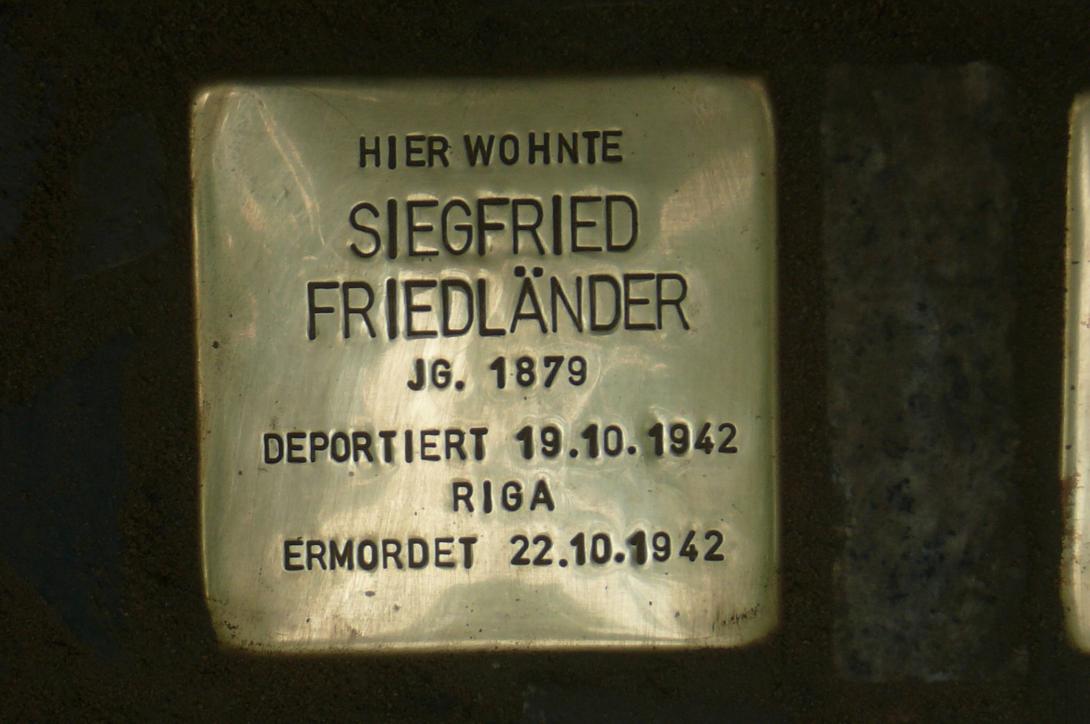 HIER WOHNTE
SIEGFRIED
FRIEDLÄNDER
JG. 1879
DEPORTIERT 19.10.1942
RIGA
ERMORDET 22.10.1942